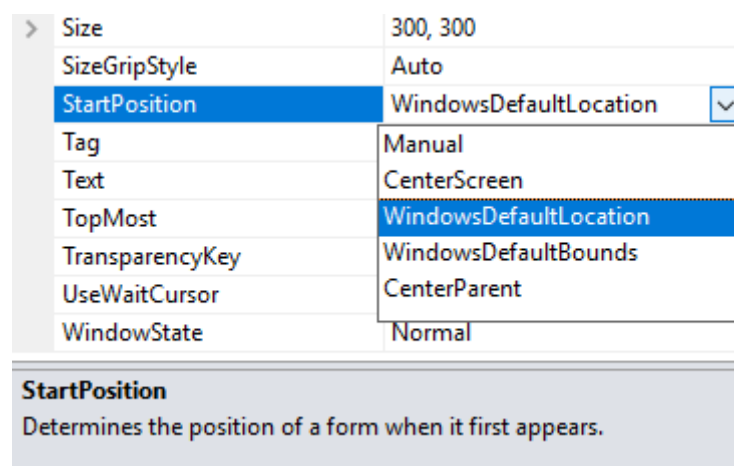 Size 300, 300
SizeGripStyle Auto
StartPosition WindowsDefaultLocation
Tag Manual
Text CenterScreen
TopMost WindowsDefaultLocation
TransparencyKey WindowsDefaultBounds
UseWaitCursor CenterParent
WindowState Normal
StartPosition
Determines the position of a form when it first appears.